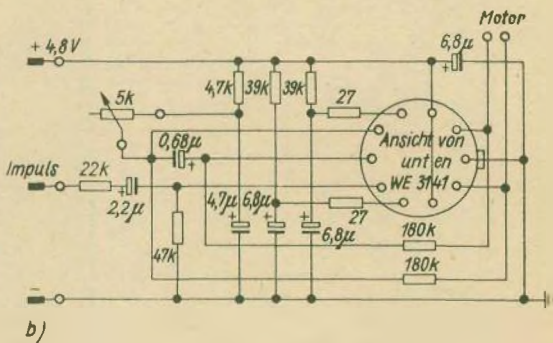 Motor
+ 4,8 V
6,8µ
4,7k 39k 39k
5k
27
0,68µ
Ansicht von
unten
WE 3141
Impuls
22k
2,2µ
4,7µ 6,8µ
27
6,8µ
47k
180k
180k
−
b)